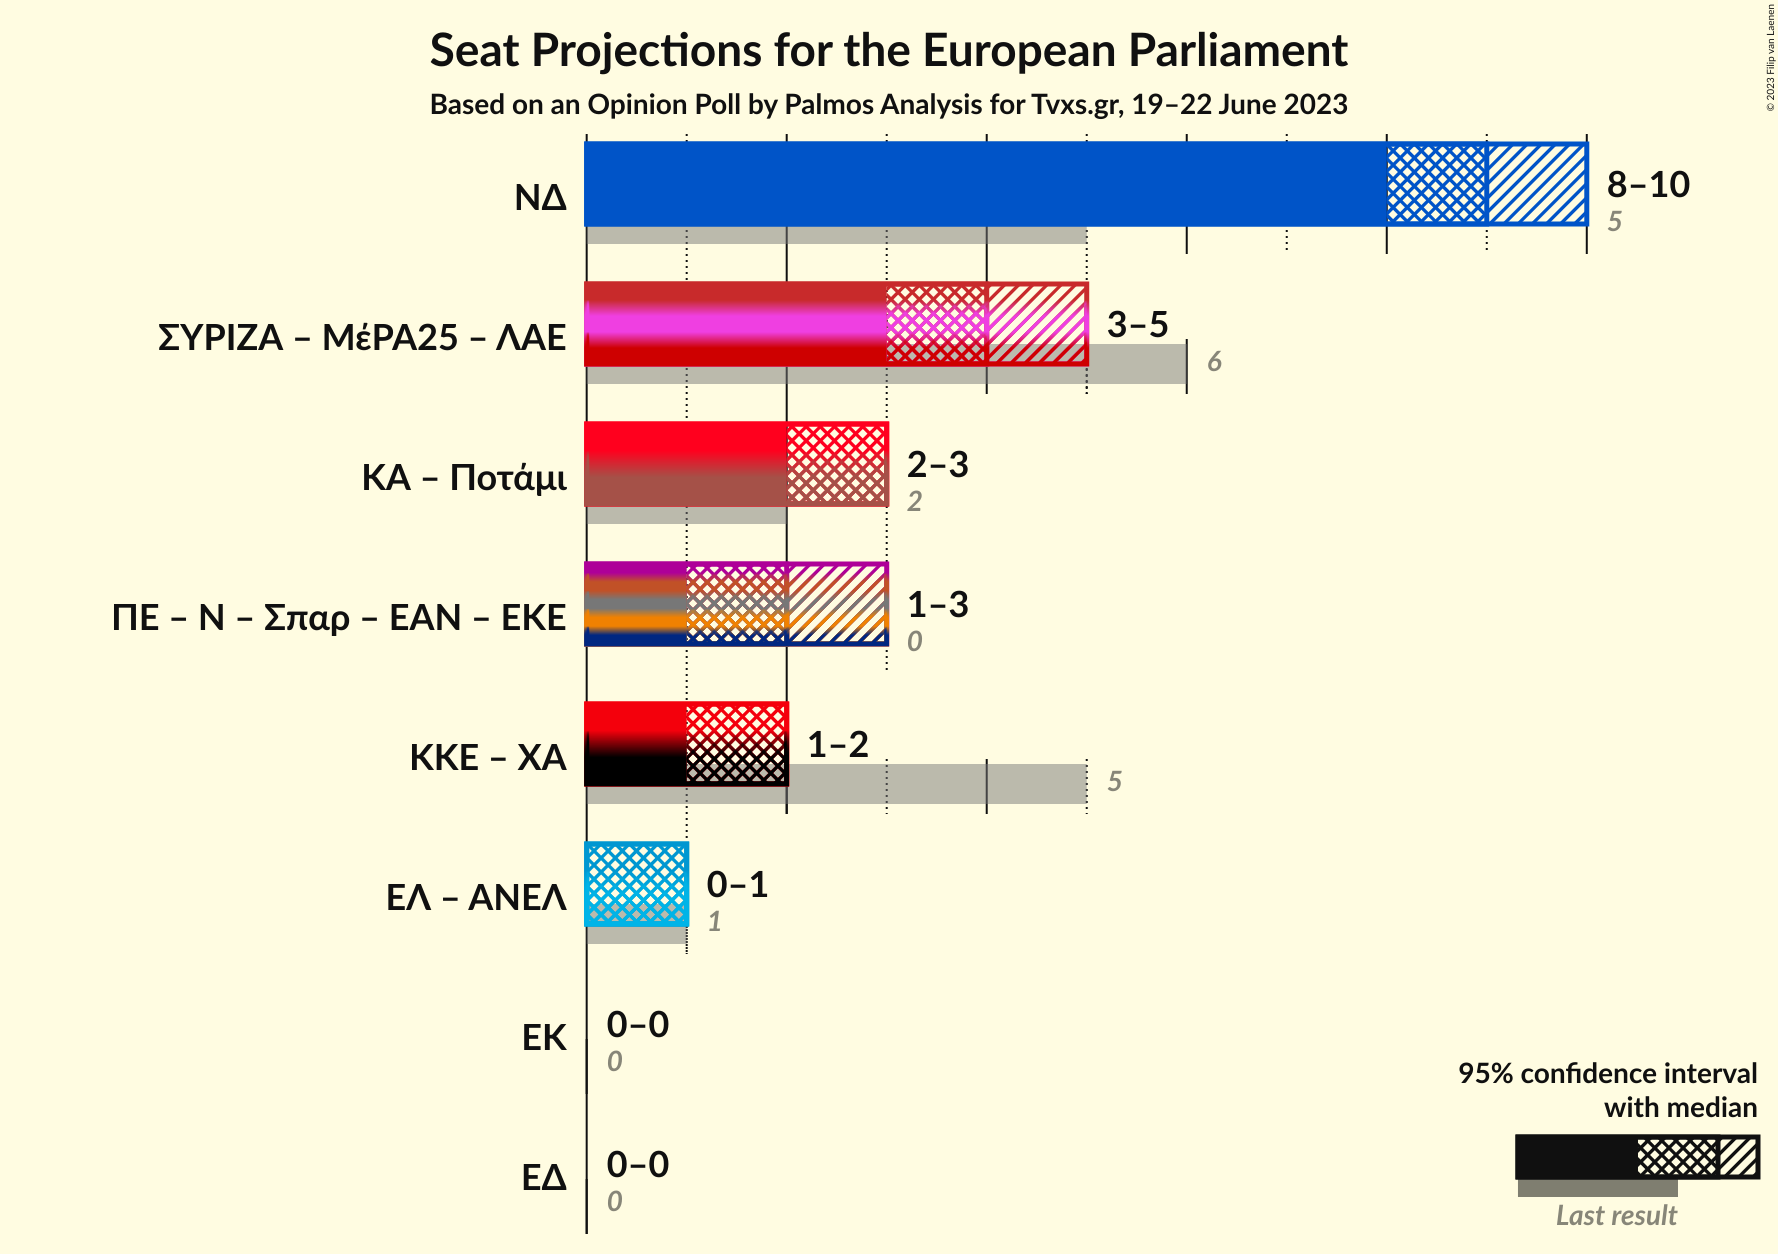 Seat Projections for the European Parliament
Based on an Opinion Poll by Palmos Analysis for Tvxs.gr, 19–22 June 2023
© 2023 Filip van Laenen
ΝΔ
8–10
5
ΣΥΡΙΖΑ – ΜέΡΑ25 – ΛΑΕ
3–5
6
ΚΑ – Ποτάμι
2–3
2
ΠΕ – Ν – Σπαρ – ΕΑΝ – ΕΚΕ
1–3
0
ΚΚΕ – ΧΑ
1–2
5
ΕΛ – ΑΝΕΛ
0–1
1
ΕΚ
0–0
0
ΕΔ
0–0
0
95% confidence interval
with median
Last result